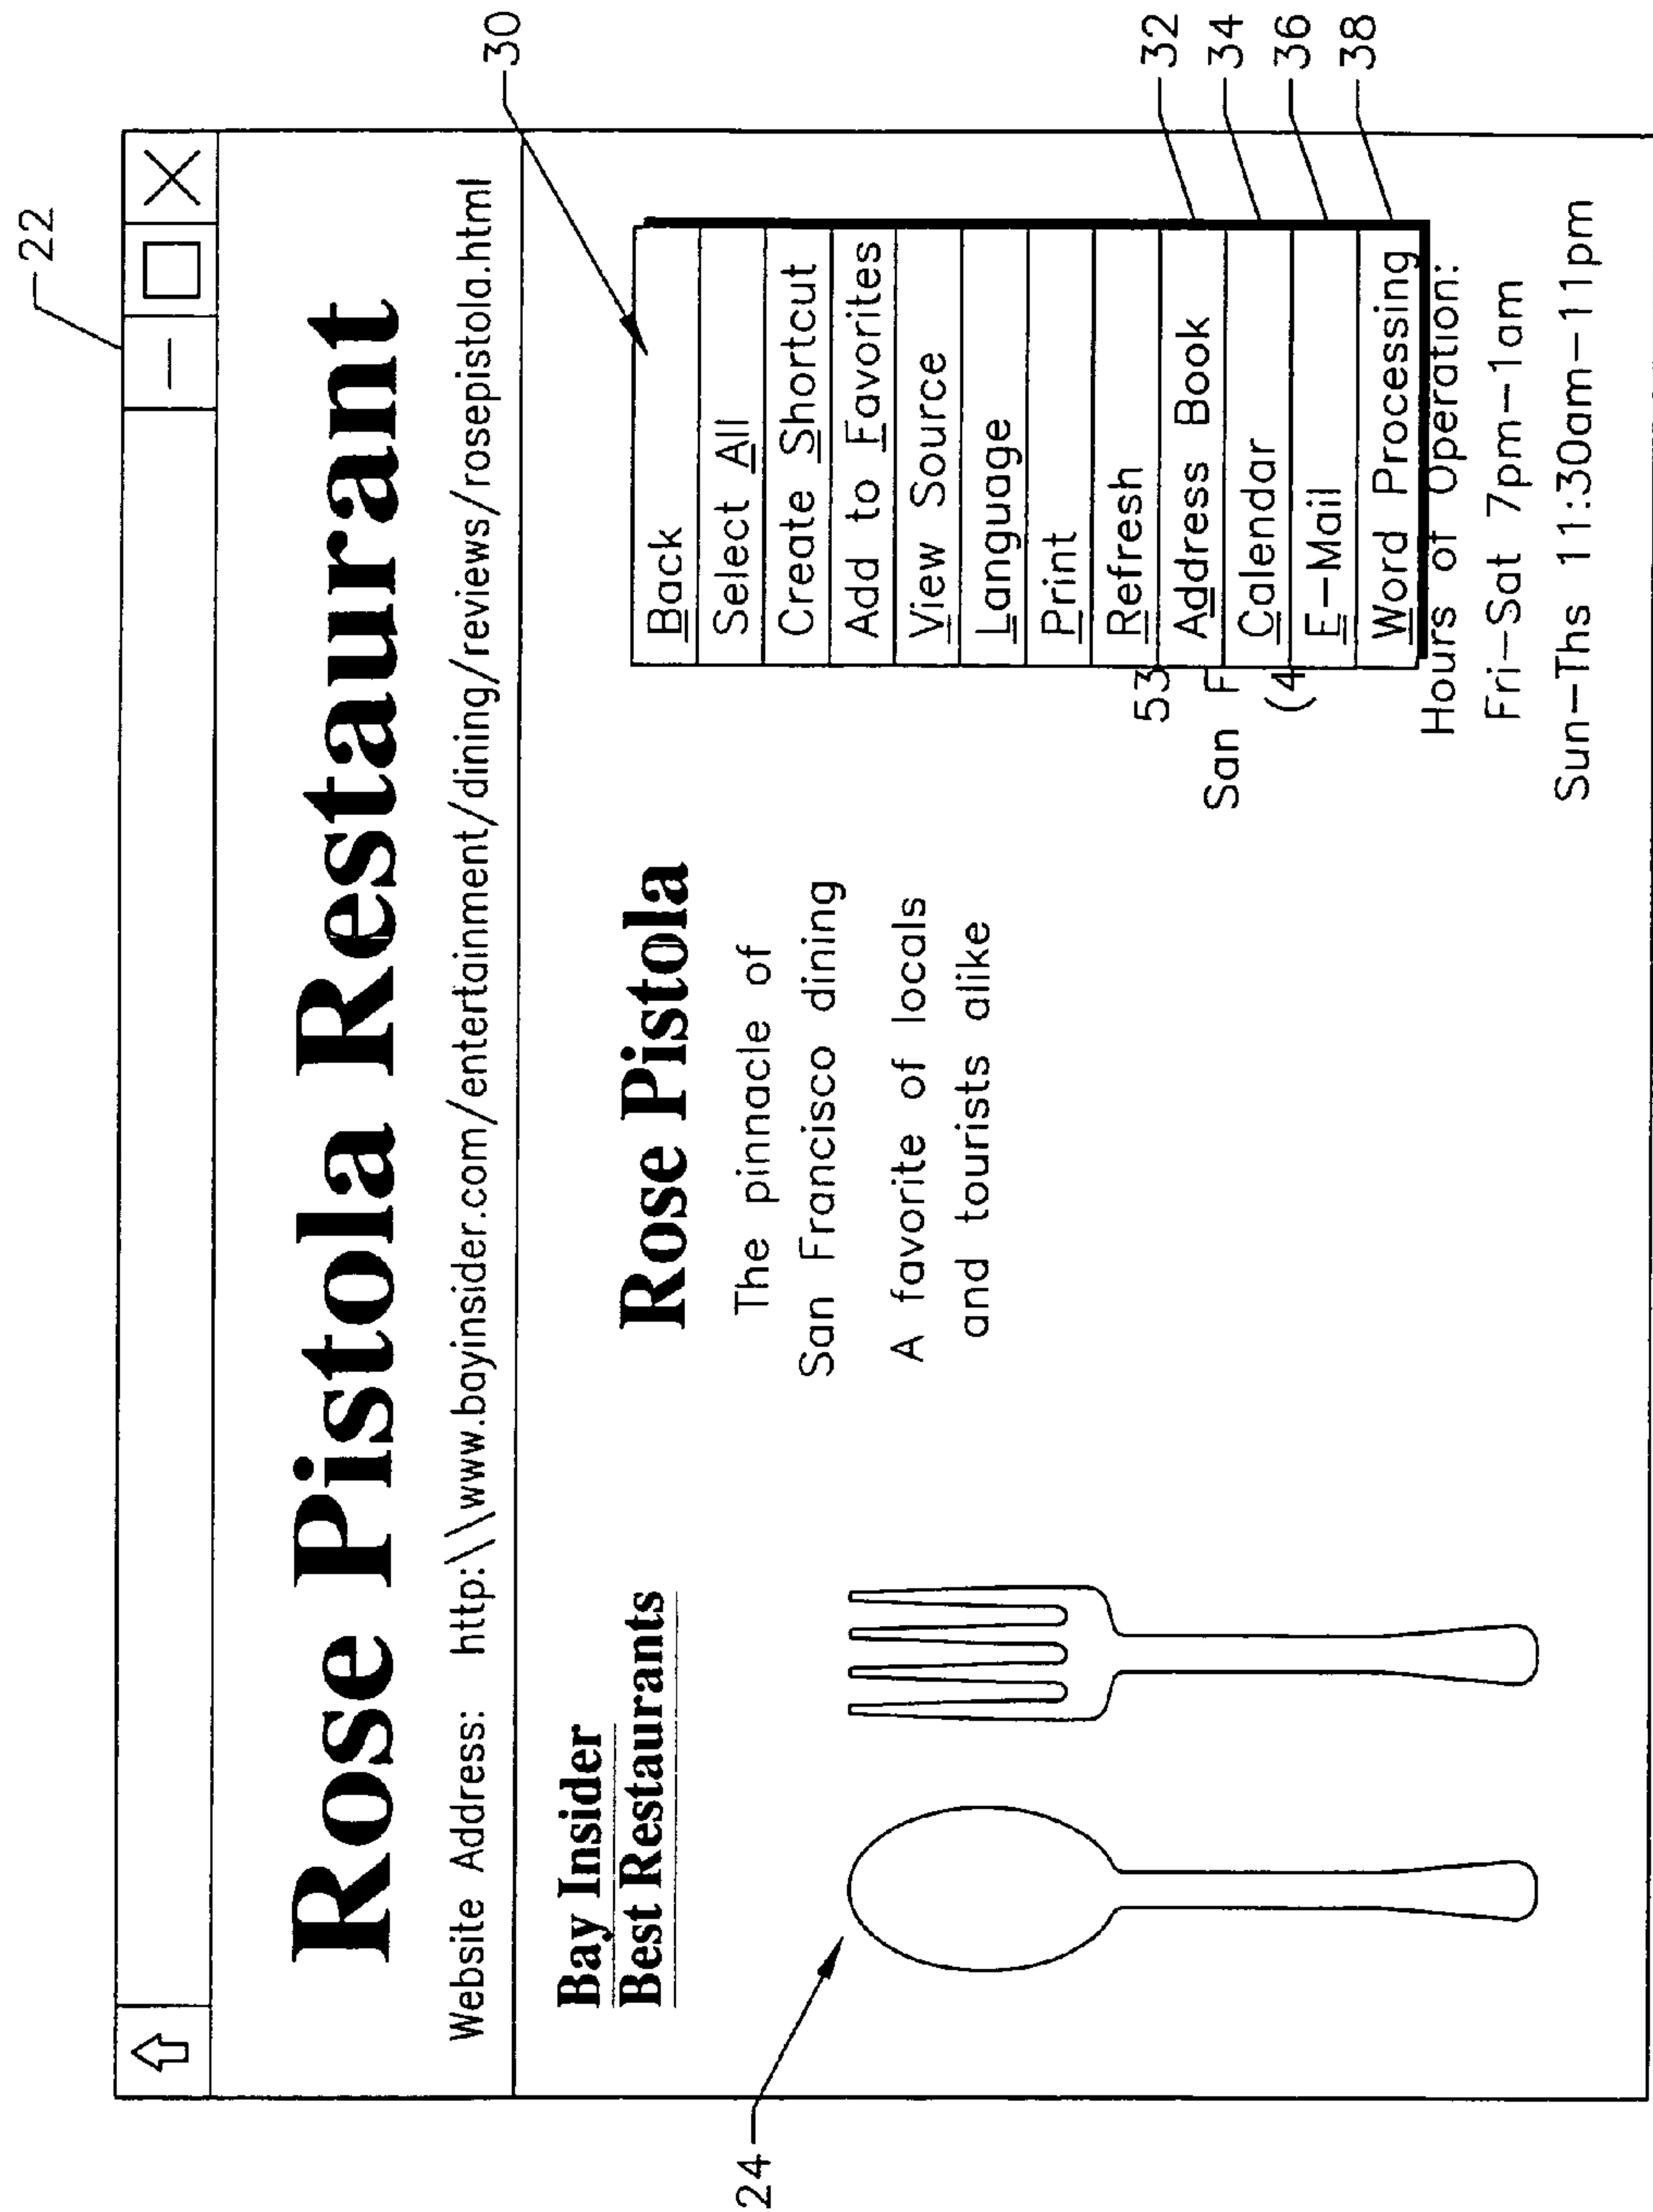 22
Rose Pistola Restaurant
Website Address: http:\\www.bayinsider.com/entertainment/dining/reviews/rosepistola.html
30
Bay Insider
Best Restaurants
24
Rose Pistola
The pinnacle of
San Francisco dining
A favorite of locals
and tourists alike
Back
Select All
Create Shortcut
Add to Favorites
View Source
Language
Print
Refresh
Address Book
Calendar
E-Mail
Word Processing
32
34
36
38
53
San F
(4
Hours of Operation:
Fri-Sat 7pm-1am
Sun-Ths 11:30am-11pm